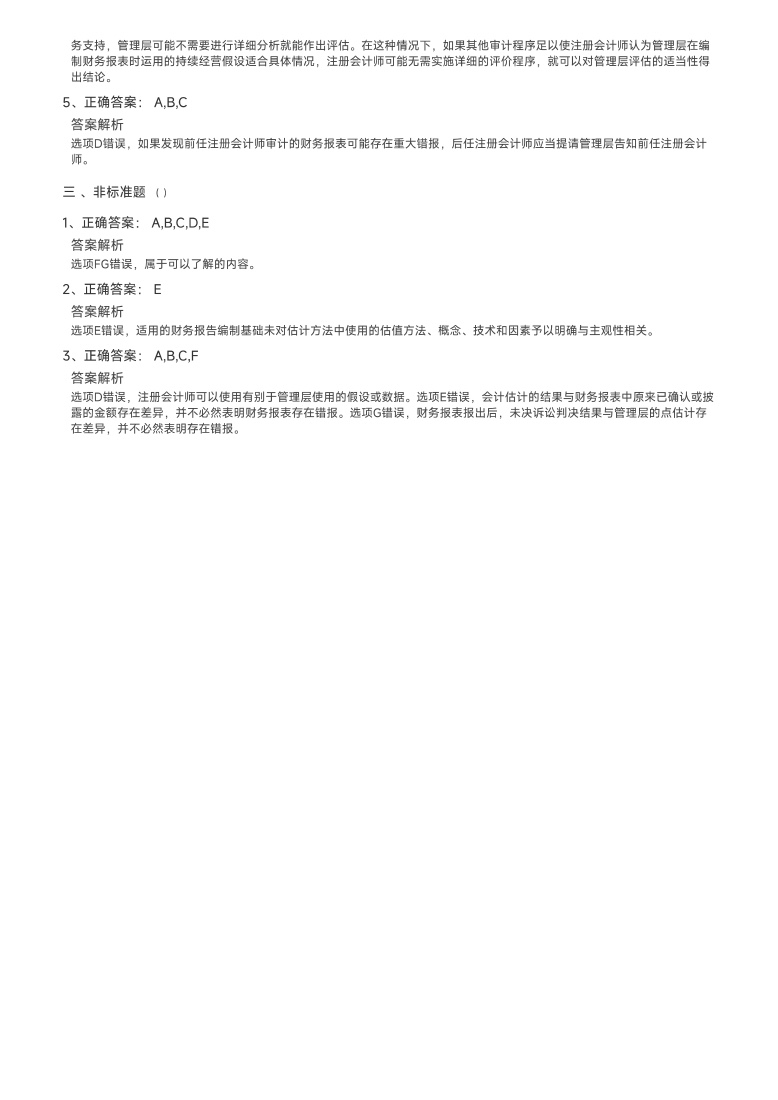 务支持，管理层可能不需要进行详细分析就能作出评估。在这种情况下，如果其他审计程序足以使注册会计师认为管理层在编
制财务报表时运用的持续经营假设适合具体情况，注册会计师可能无需实施详细的评价程序，就可以对管理层评估的适当性得
出结论。
5、正确答案： A,B,C
答案解析
选项D错误，如果发现前任注册会计师审计的财务报表可能存在重大错报，后任注册会计师应当提请管理层告知前任注册会计
师。
三 、非标准题 （ ）
1、正确答案： A,B,C,D,E
答案解析
选项FG错误，属于可以了解的内容。
2、正确答案： E
答案解析
选项E错误，适用的财务报告编制基础未对估计方法中使用的估值方法、概念、技术和因素予以明确与主观性相关。
3、正确答案： A,B,C,F
答案解析
选项D错误，注册会计师可以使用有别于管理层使用的假设或数据。选项E错误，会计估计的结果与财务报表中原来已确认或披
露的金额存在差异，并不必然表明财务报表存在错报。选项G错误，财务报表报出后，未决诉讼判决结果与管理层的点估计存
在差异，并不必然表明存在错报。